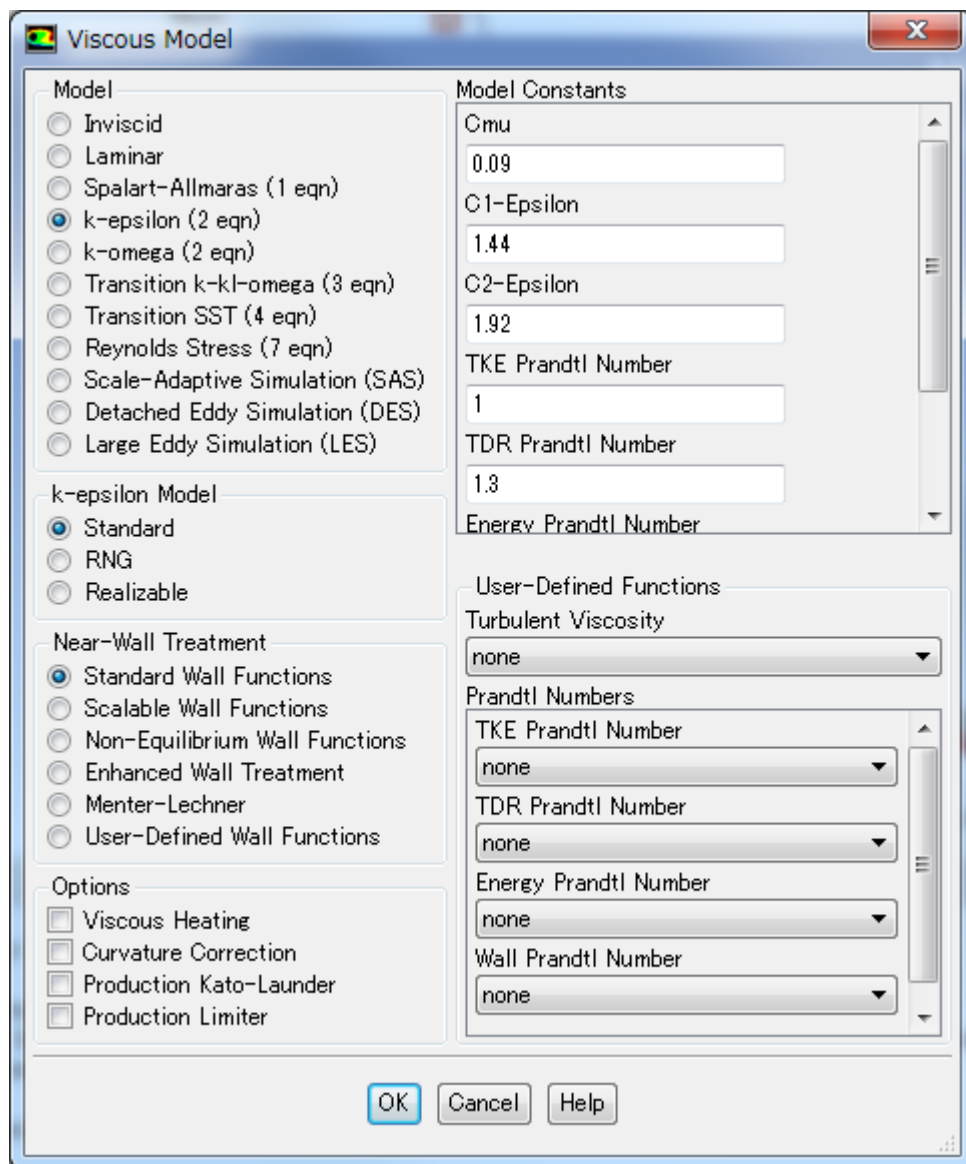 Viscous Model
Model
Inviscid
Laminar
Spalart-Allmaras (1 eqn)
k-epsilon (2 eqn)
k-omega (2 eqn)
Transition k-kl-omega (3 eqn)
Transition SST (4 eqn)
Reynolds Stress (7 eqn)
Scale-Adaptive Simulation (SAS)
Detached Eddy Simulation (DES)
Large Eddy Simulation (LES)
k-epsilon Model
Standard
RNG
Realizable
Near-Wall Treatment
Standard Wall Functions
Scalable Wall Functions
Non-Equilibrium Wall Functions
Enhanced Wall Treatment
Menter-Lechner
User-Defined Wall Functions
Options
Viscous Heating
Curvature Correction
Production Kato-Launder
Production Limiter
Model Constants
Cmu
0.09
C1-Epsilon
1.44
C2-Epsilon
1.92
TKE Prandtl Number
1
TDR Prandtl Number
1.3
Energy Prandtl Number
User-Defined Functions
Turbulent Viscosity
none
Prandtl Numbers
TKE Prandtl Number
none
TDR Prandtl Number
none
Energy Prandtl Number
none
Wall Prandtl Number
none
OK
Cancel
Help